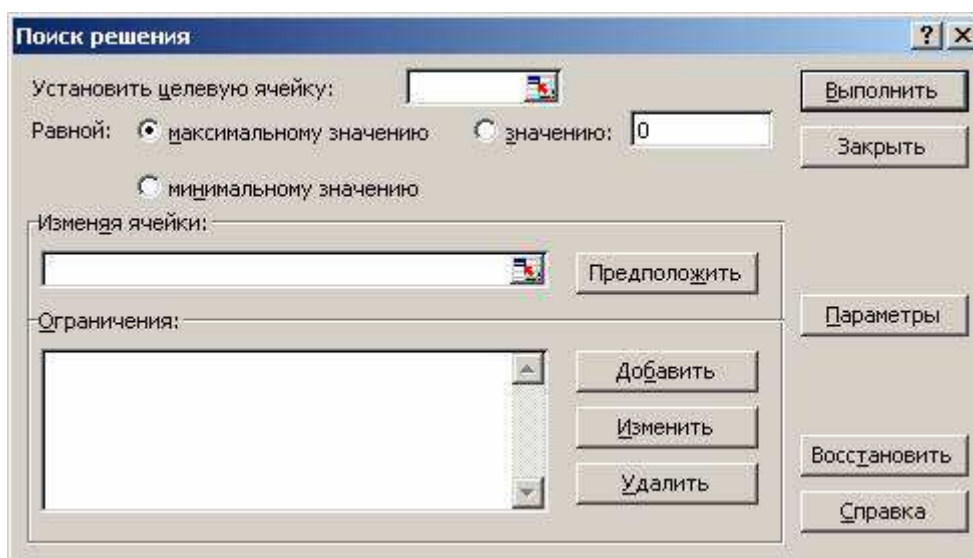 Поиск решения
Установить целевую ячейку:
Выполнить
Равной: максимальному значению значению: 0
Закрыть
минимальному значению
Изменяя ячейки:
Предположить
Ограничения:
Параметры
Добавить
Изменить
Восстановить
Удалить
Справка